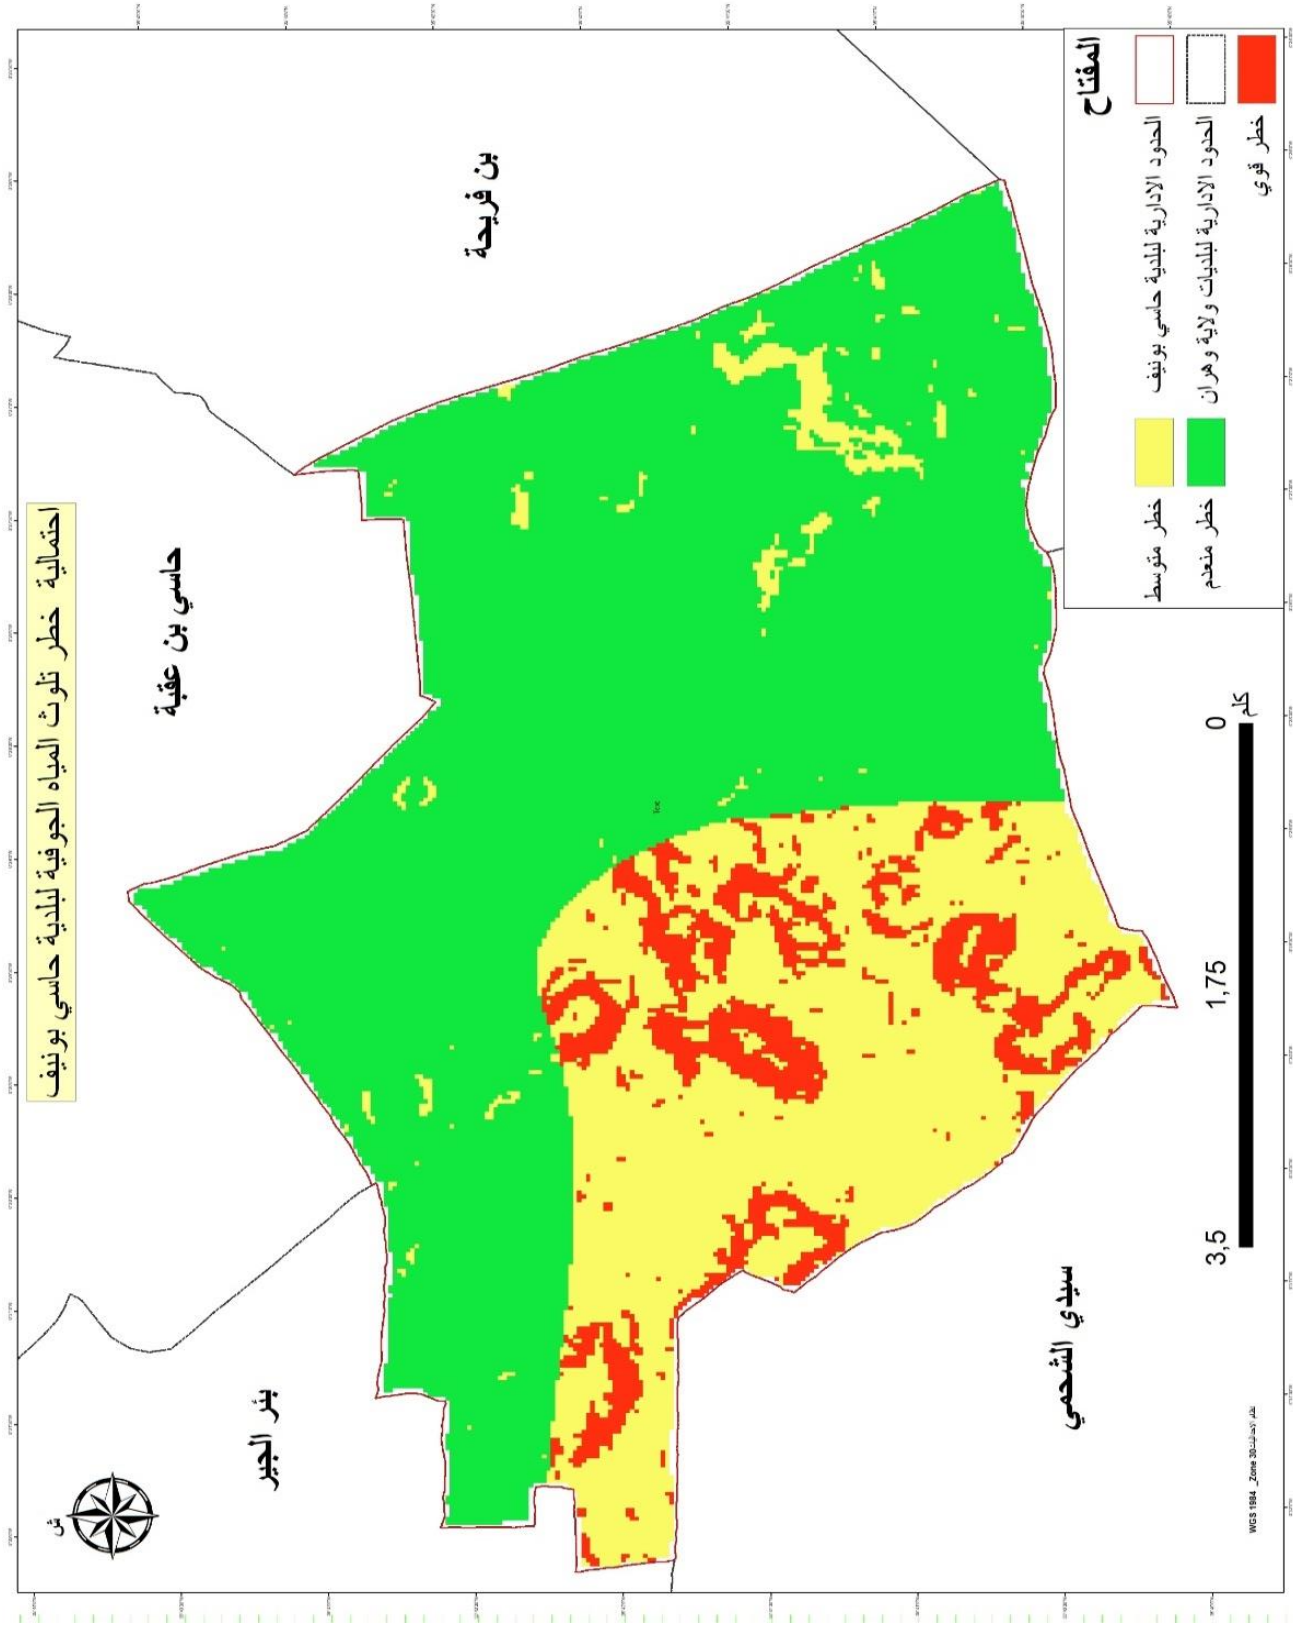 احتمالية خطر تلوث المياه الجوفية لبلدية حاسي بونيف
ش
بئر الجير
حاسي بن عقبة
بن فريحة
سيدي الشحمي
المفتاح
الحدود الادارية لبلدية حاسي بونيف
الحدود الادارية لبلديات ولاية وهران
خطر قوي
خطر متوسط
خطر منعدم
3,5 1,75 0
كلم
WGS 1984 _Zone 30